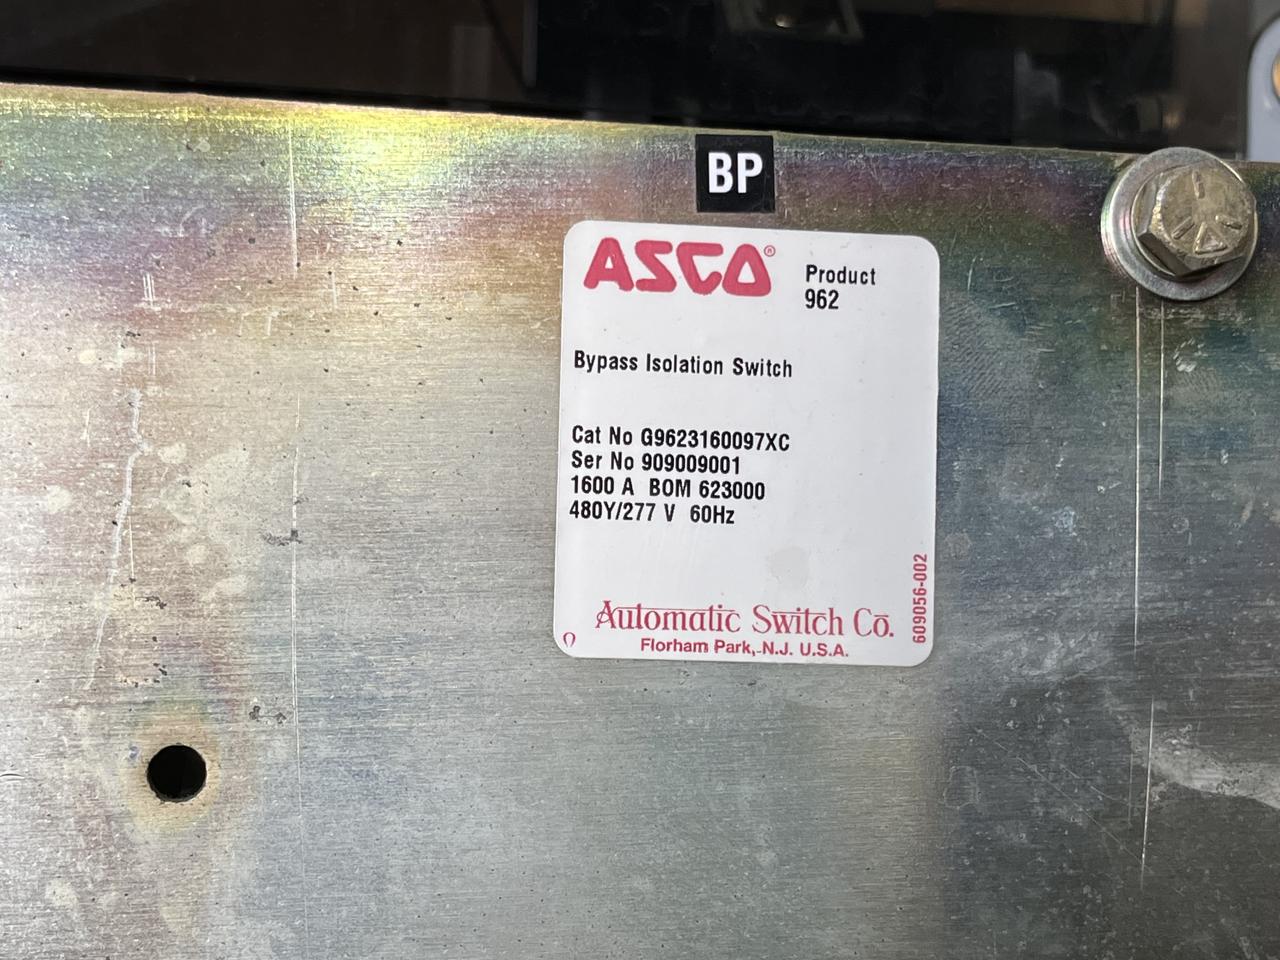 BP
ASCO®
Product
962
Bypass Isolation Switch
Cat No G9623160097XC
Ser No 909009001
1600 A BOM 623000
480Y/277 V 60Hz
Automatic Switch Co.
Florham Park, N.J. U.S.A.
609056-002